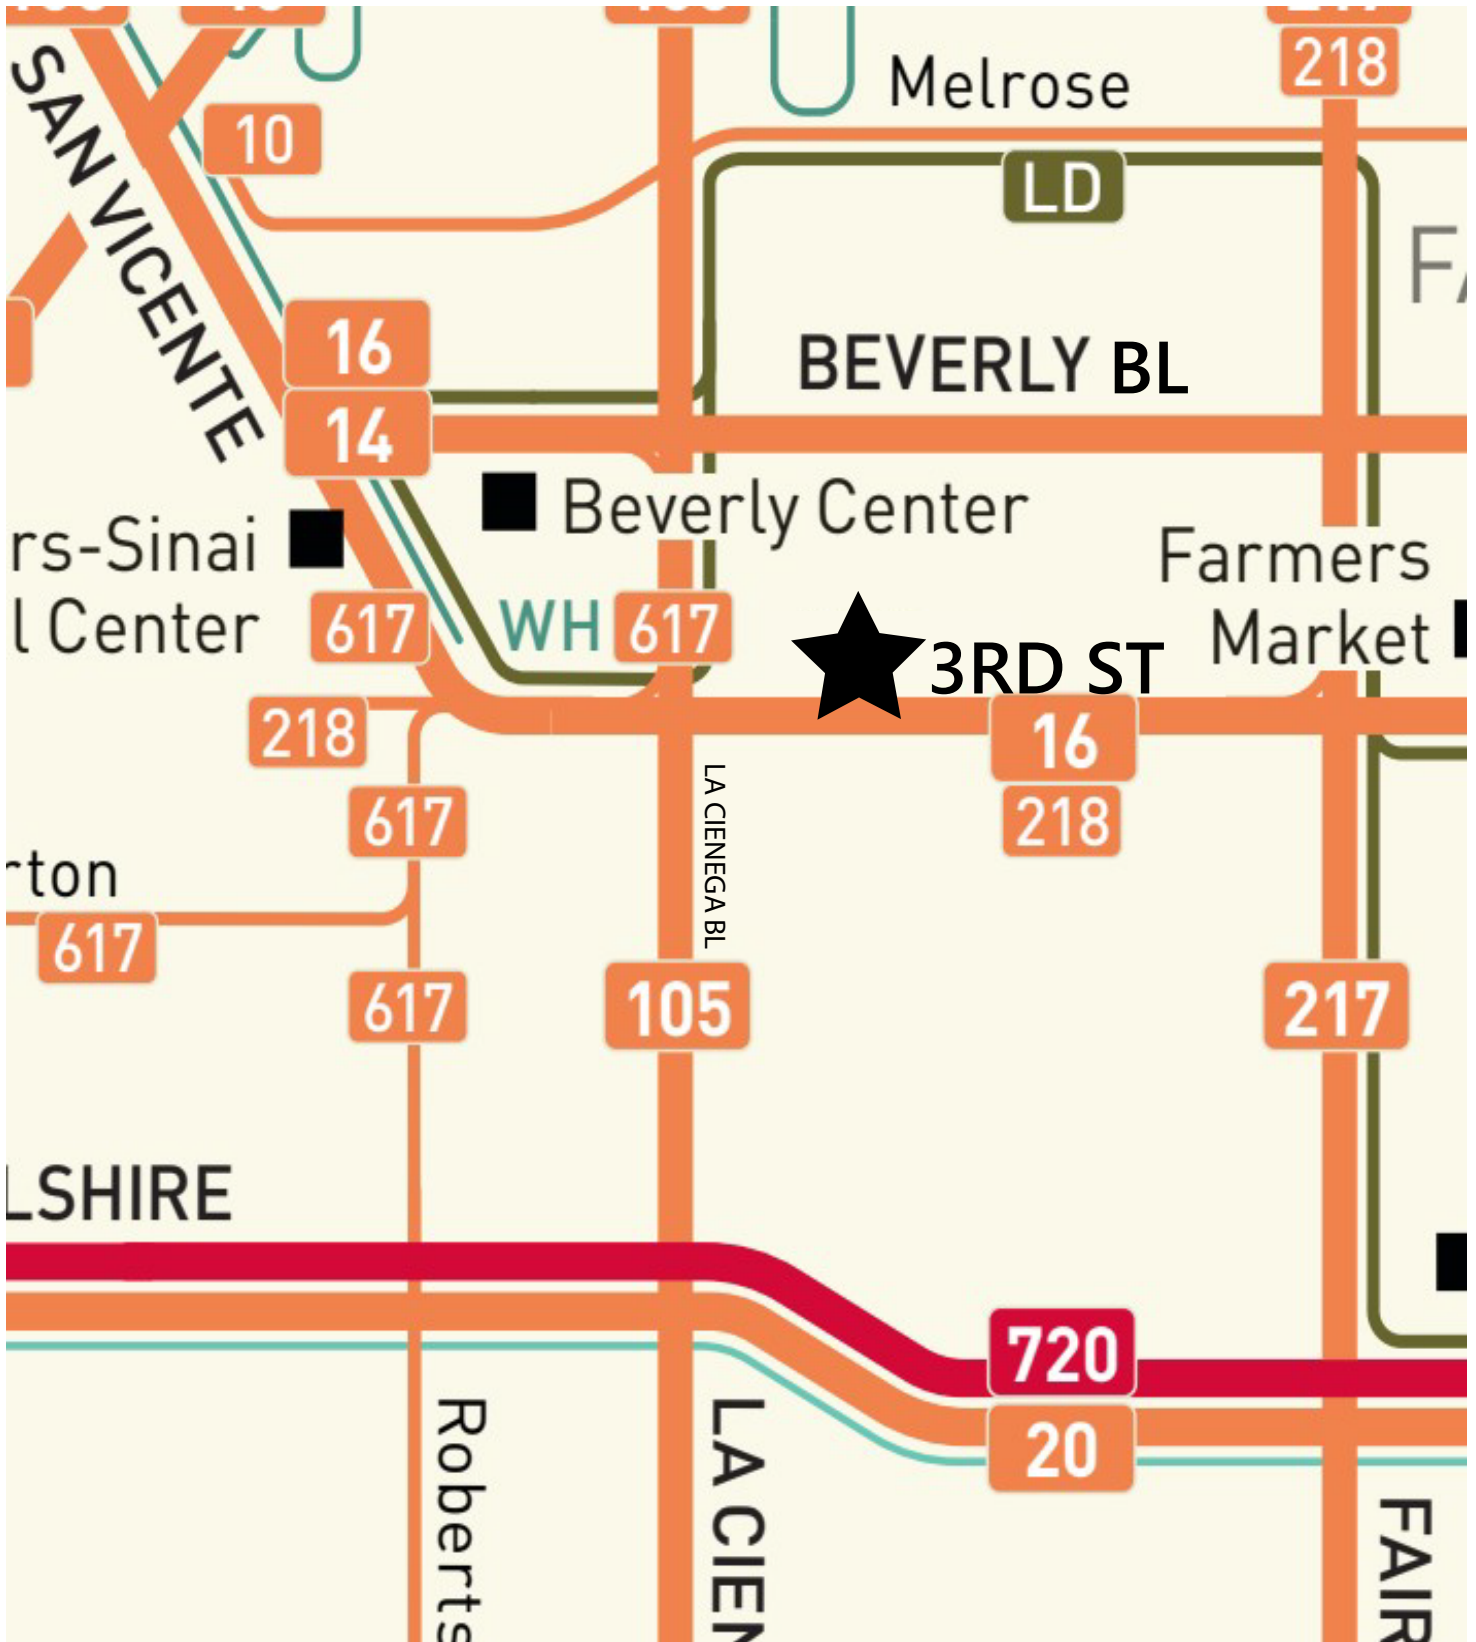 218
Melrose
SAN VICENTE
10
LD
16
BEVERLY BL
14
Beverly Center
rs-Sinai
l Center
Farmers
Market
617
WH
617
3RD ST
218
16
218
617
LA CIENEGA BL
rton
617
617
105
217
LSHIRE
720
20
Roberts
LA CIEN
FAIR